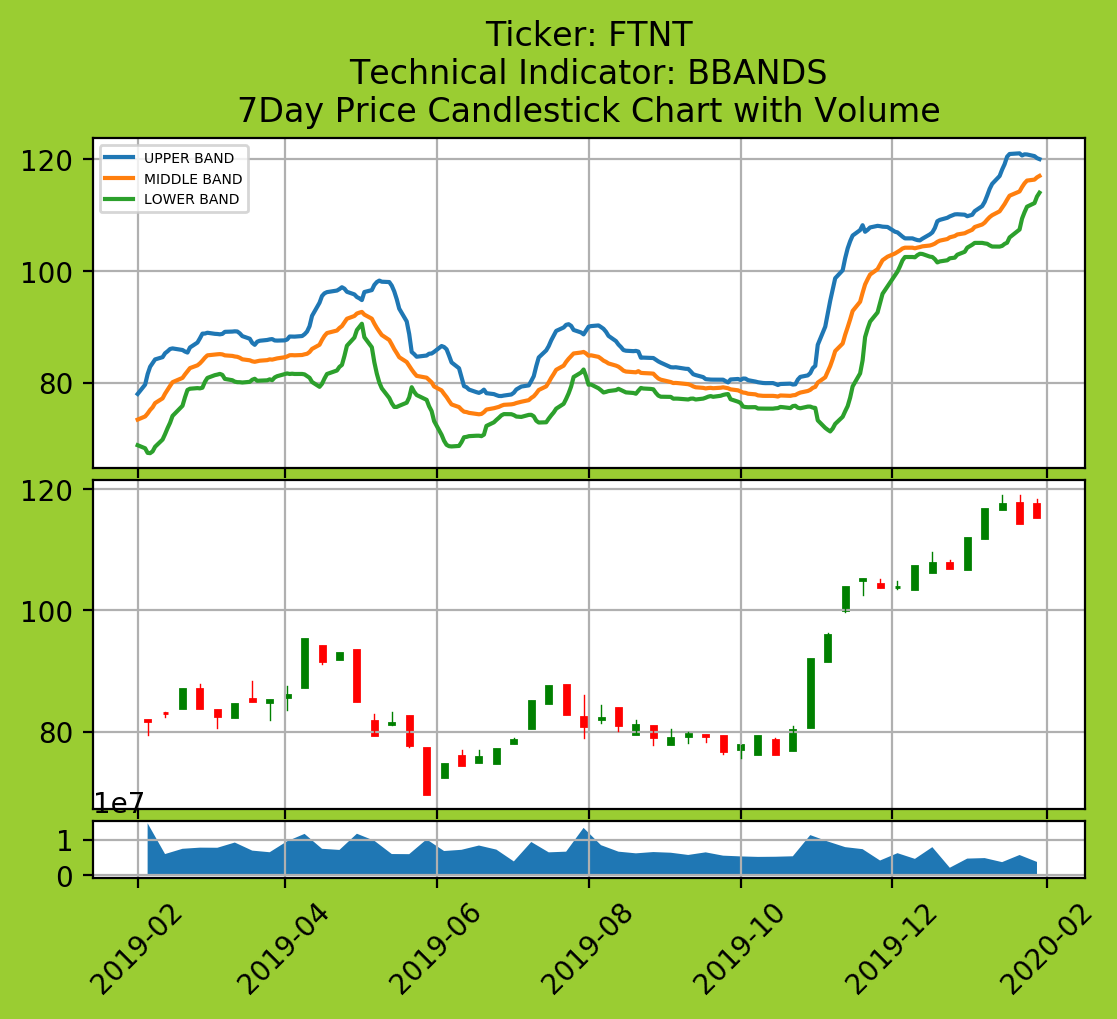 Ticker: FTNT
Technical Indicator: BBANDS
7Day Price Candlestick Chart with Volume
120
100
80
UPPER BAND
MIDDLE BAND
LOWER BAND
120
100
80
1e7
1
0
2019-02
2019-04
2019-06
2019-08
2019-10
2019-12
2020-02